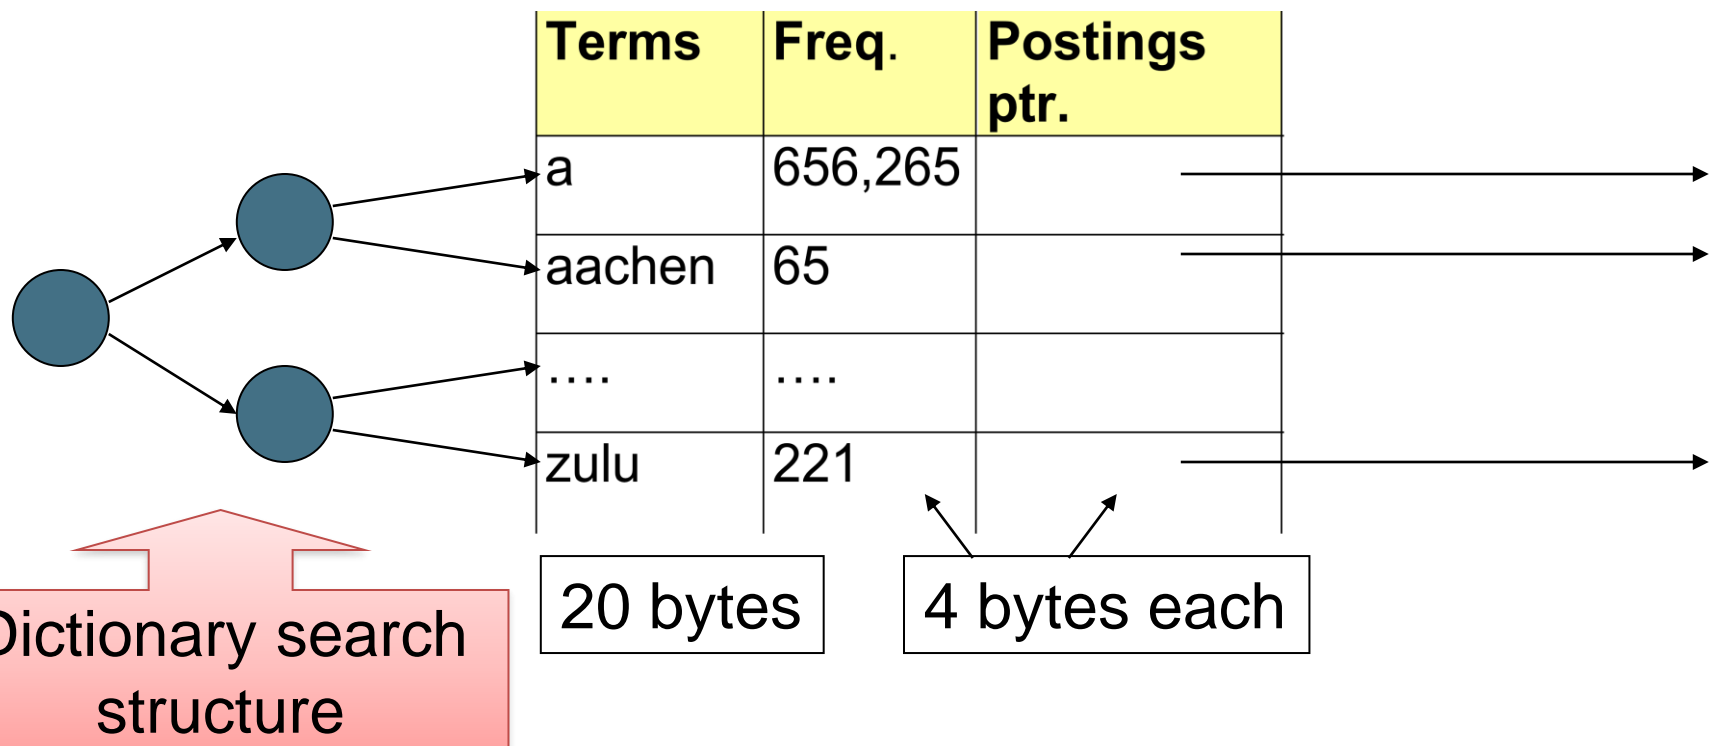 Terms Freq. Postings
ptr.
a 656,265
aachen 65
.... ....
zulu 221
20 bytes 4 bytes each
Dictionary search
structure